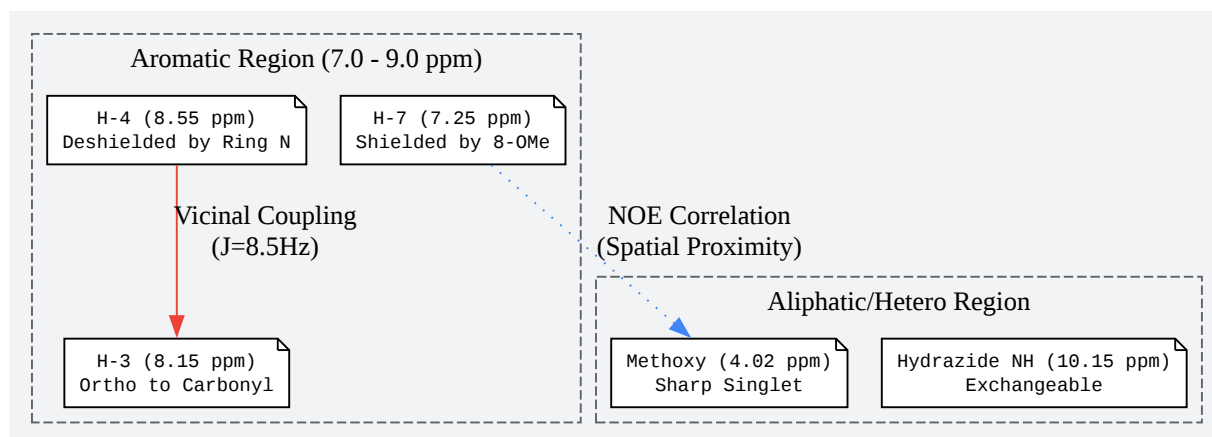 Aromatic Region (7.0 - 9.0 ppm)
H-4 (8.55 ppm)
Deshielded by Ring N
H-7 (7.25 ppm)
Shielded by 8-OMe
Vicinal Coupling
(J=8.5Hz)
NOE Correlation
(Spatial Proximity)
H-3 (8.15 ppm)
Ortho to Carbonyl
Aliphatic/Hetero Region
Methoxy (4.02 ppm)
Sharp Singlet
Hydrazide NH (10.15 ppm)
Exchangeable